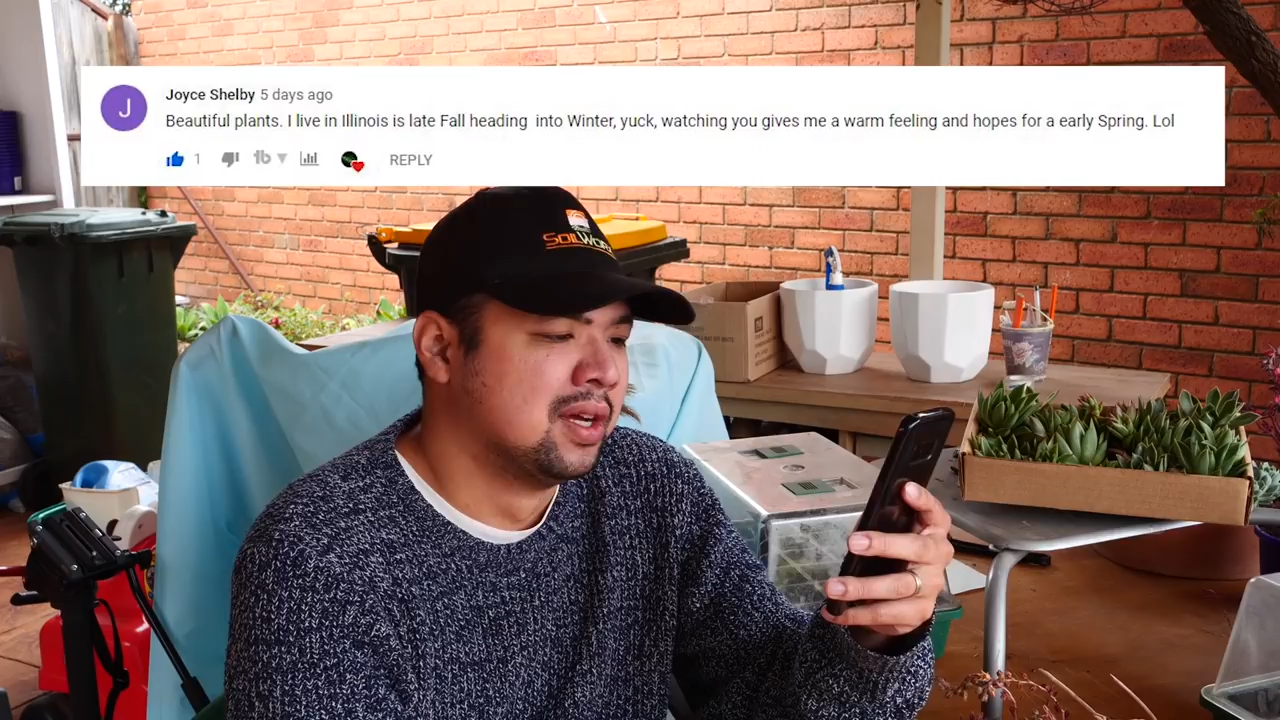 Joyce Shelby 5 days ago
Beautiful plants. I live in Illinois is late Fall heading  into Winter, yuck, watching you gives me a warm feeling and hopes for a early Spring. Lol
1
REPLY
SOILWORX